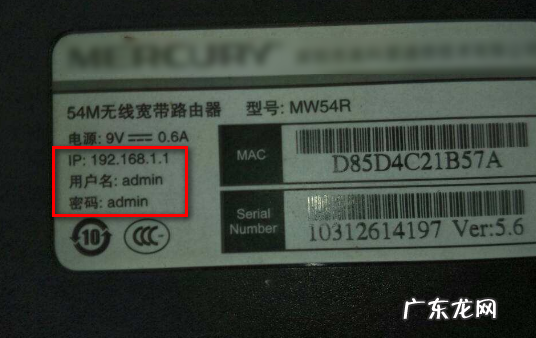 MERCURY
54M无线宽带路由器 型号: MW54R
电源: 9V 0.6A
IP: 192.168.1.1
用户名: admin
密码: admin
MAC
D85D4C21B57A
Serial Number
10312614197 Ver:5.6
10
CCC
广东龙网